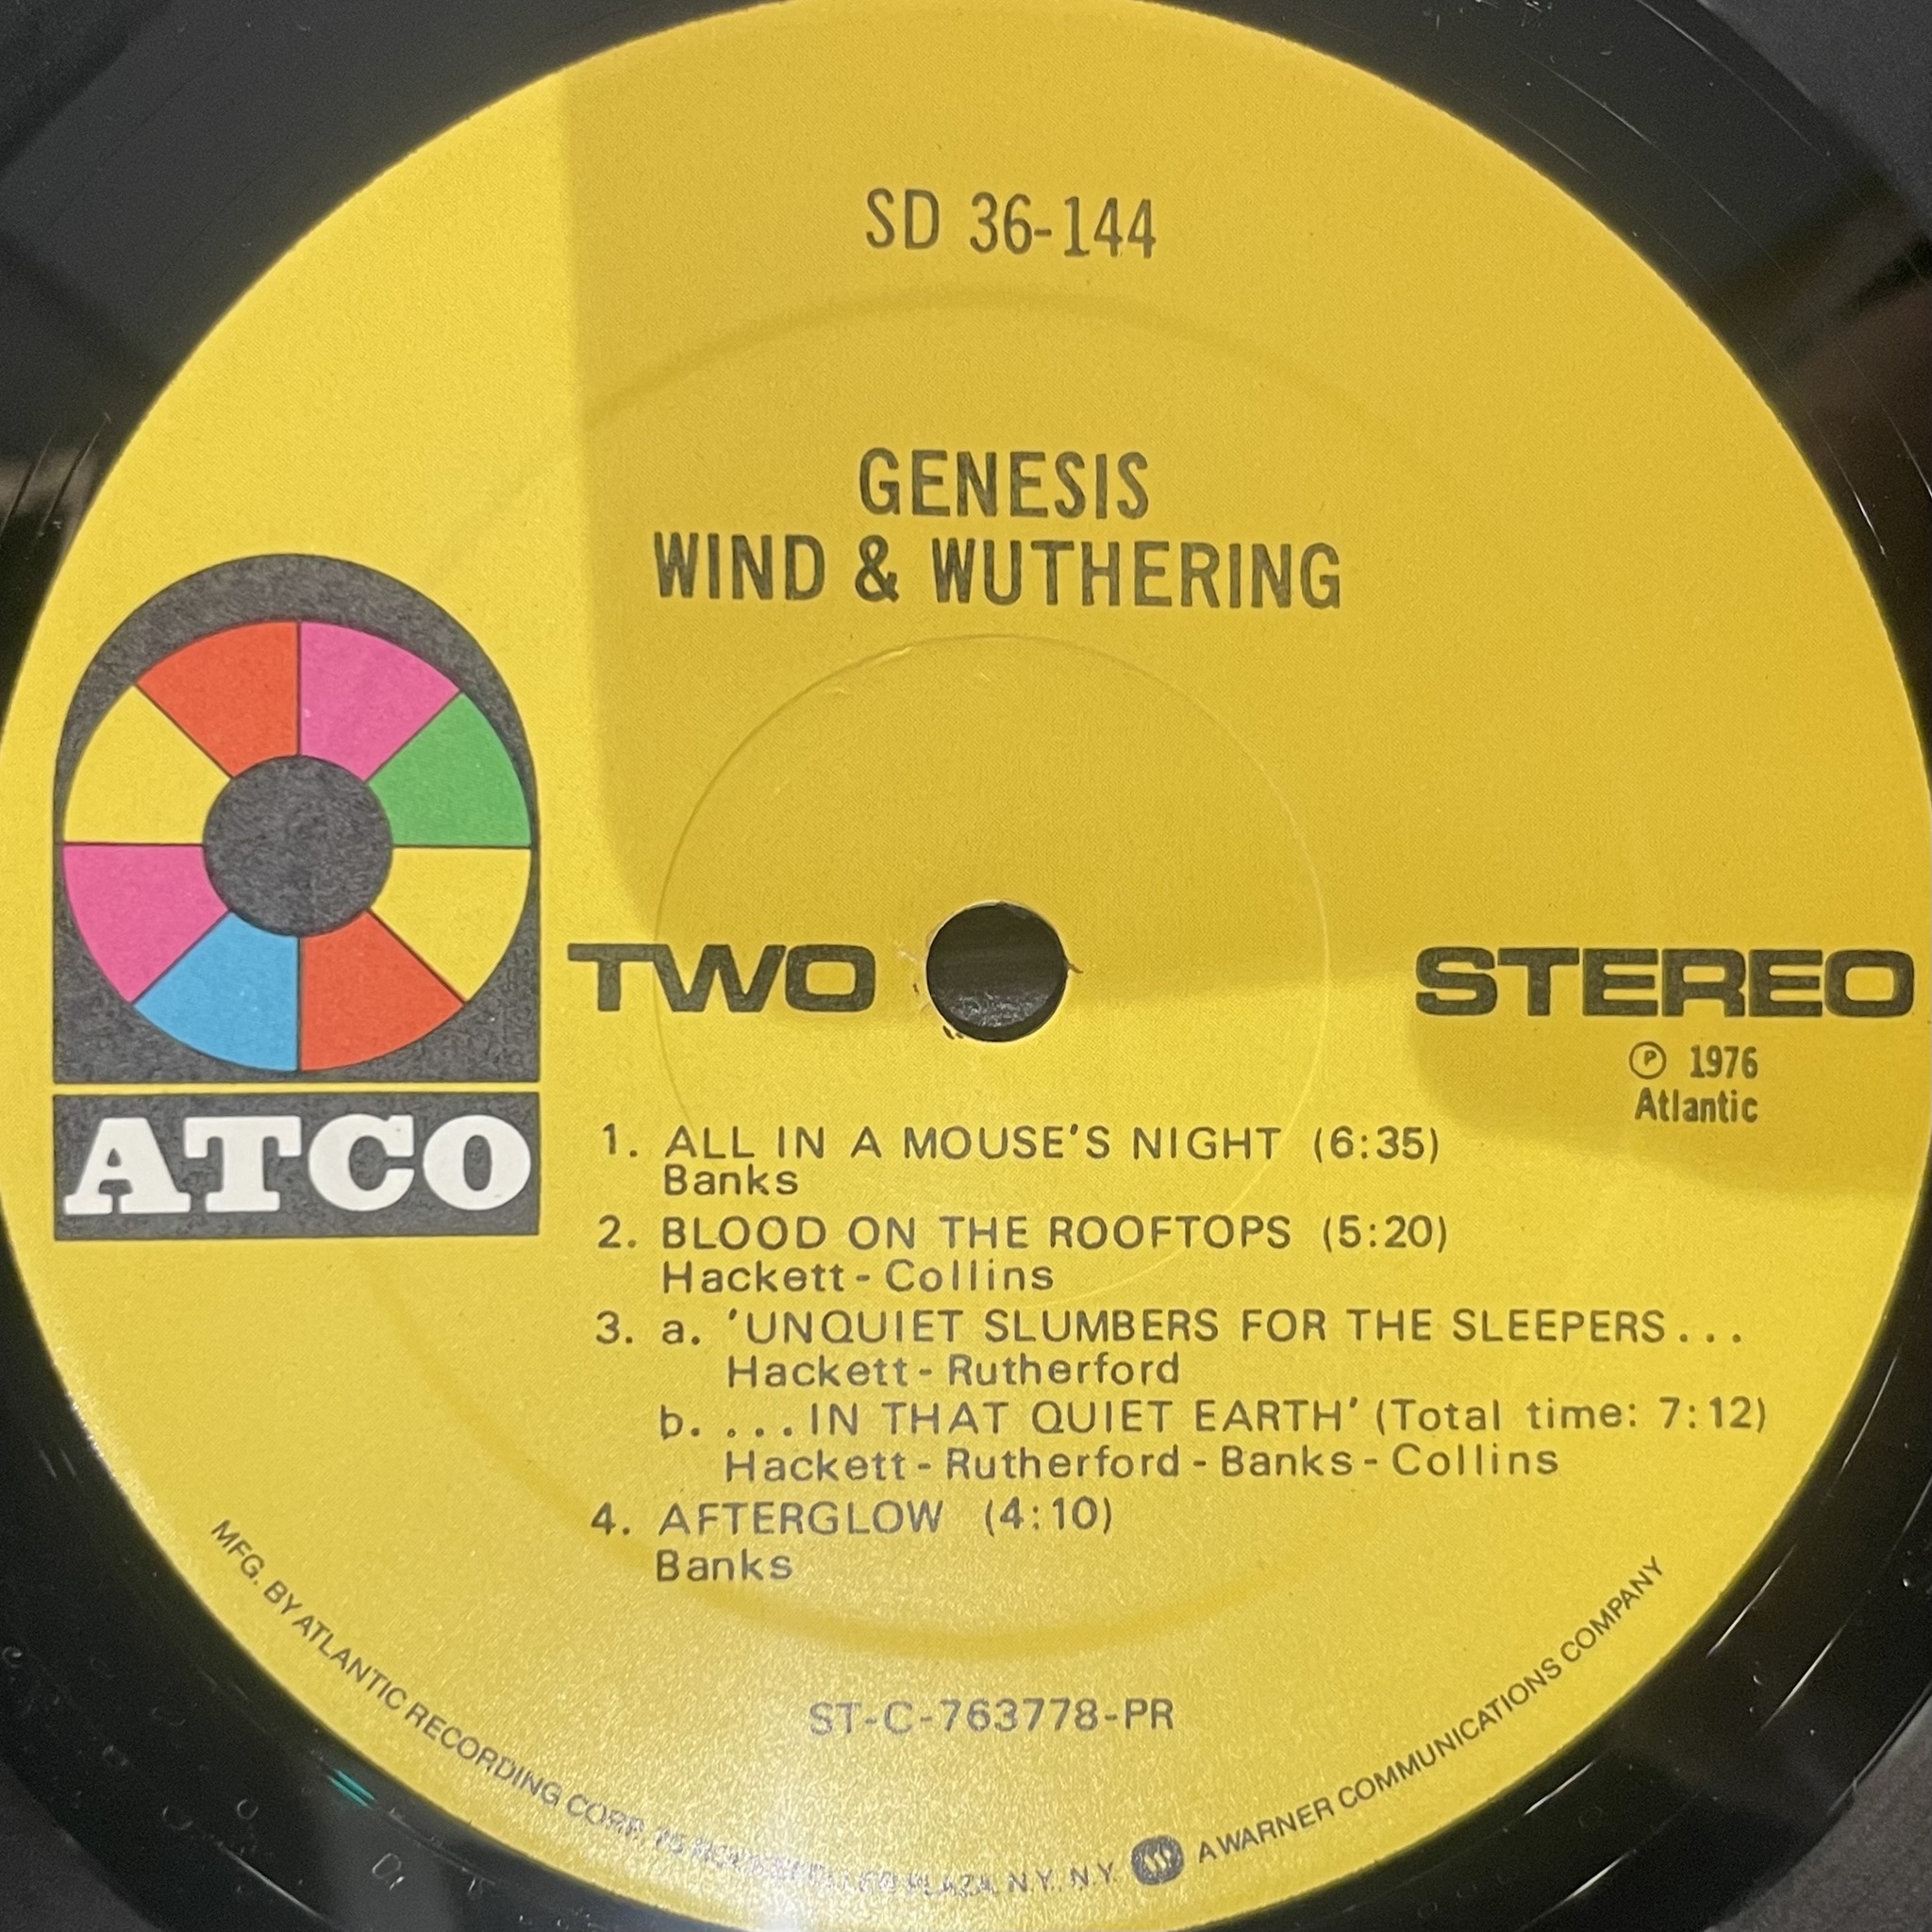 SD 36-144
GENESIS
WIND & WUTHERING
TWO
STEREO
Ⓟ 1976
Atlantic
ATCO
1. ALL IN A MOUSE'S NIGHT (6:35)
Banks
2. BLOOD ON THE ROOFTOPS (5:20)
Hackett - Collins
3. a. 'UNQUIET SLUMBERS FOR THE SLEEPERS...
Hackett - Rutherford
b. ...IN THAT QUIET EARTH' (Total time: 7:12)
Hackett - Rutherford - Banks - Collins
4. AFTERGLOW (4:10)
Banks
ST-C-763778-PR
MFG. BY ATLANTIC RECORDING CORP. 75 ROCKEFELLER PLAZA, N.Y. N.Y. A WARNER COMMUNICATIONS COMPANY